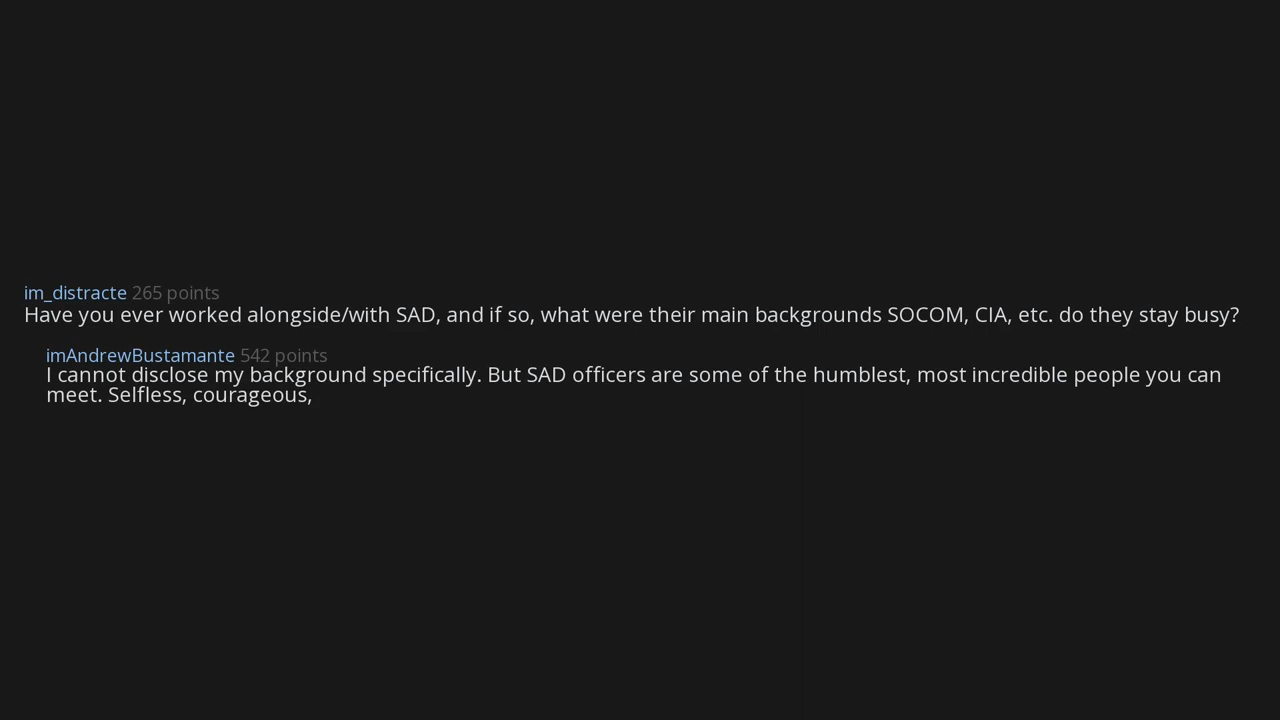 im_distracte 265 points
Have you ever worked alongside/with SAD, and if so, what were their main backgrounds SOCOM, CIA, etc. do they stay busy?
imAndrewBustamante 542 points
I cannot disclose my background specifically. But SAD officers are some of the humblest, most incredible people you can
meet. Selfless, courageous,